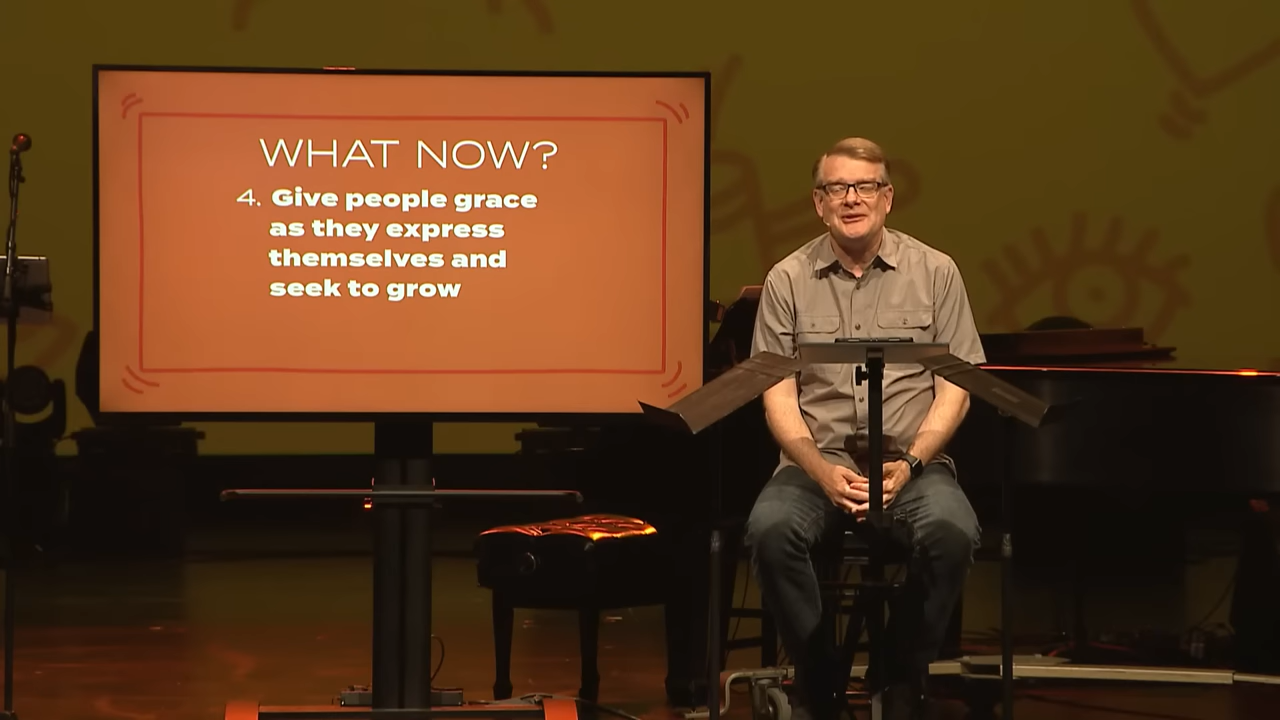 WHAT NOW?
4. Give people grace
as they express
themselves and
seek to grow